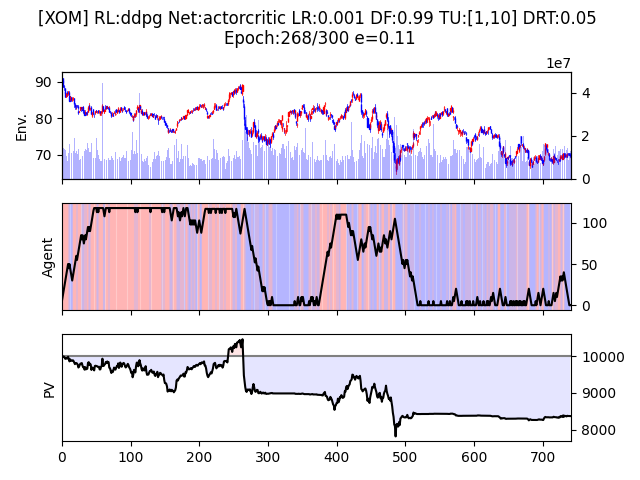 [XOM] RL:ddpg Net:actorcritic LR:0.001 DF:0.99 TU:[1,10] DRT:0.05
Epoch:268/300 e=0.11
1e7
90
80
70
Env.
4
2
0
Agent
100
50
0
PV
10000
9000
8000
0 100 200 300 400 500 600 700